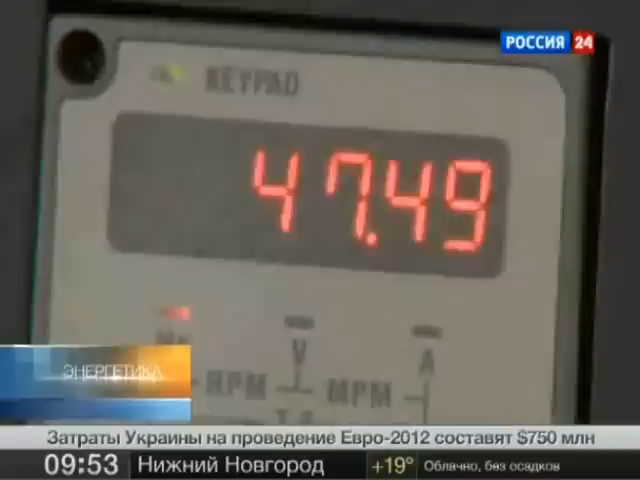 РОССИЯ 24
KEYPAD
47.49
V A
RPM MPM
ЭНЕРГЕТИКА
Затраты Украины на проведение Евро-2012 составят $750 млн
09:53 Нижний Новгород +19° Облачно, без осадков